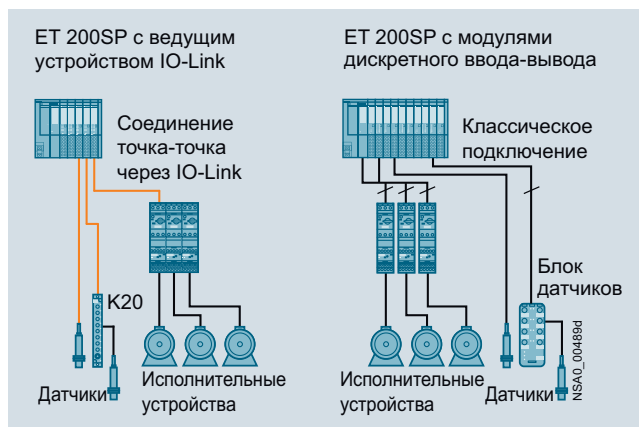 ET 200SP с ведущим
устройством IO-Link
Соединение
точка-точка
через IO-Link
K20
Датчики
Исполнительные
устройства
ET 200SP с модулями
дискретного ввода-вывода
Классическое
подключение
Блок
датчиков
Исполнительные
устройства
Датчики
NSA0_00489d